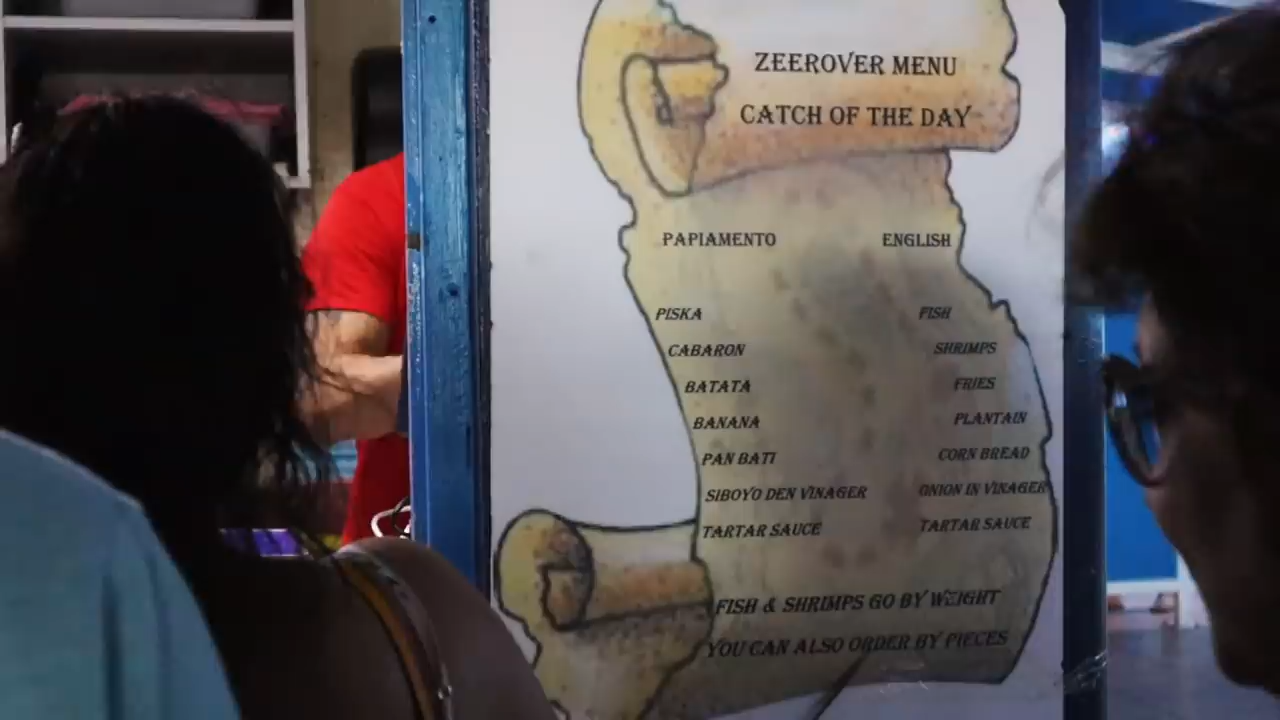 ZEEROVER MENU
CATCH OF THE DAY
PAPIAMENTO ENGLISH
PISKA FISH
CABARON SHRIMPS
BATATA FRIES
BANANA PLANTAIN
PAN BATI CORN BREAD
SIBOYO DEN VINAGER ONION IN VINAGER
TARTAR SAUCE TARTAR SAUCE
FISH & SHRIMPS GO BY WEIGHT
YOU CAN ALSO ORDER BY PIECES